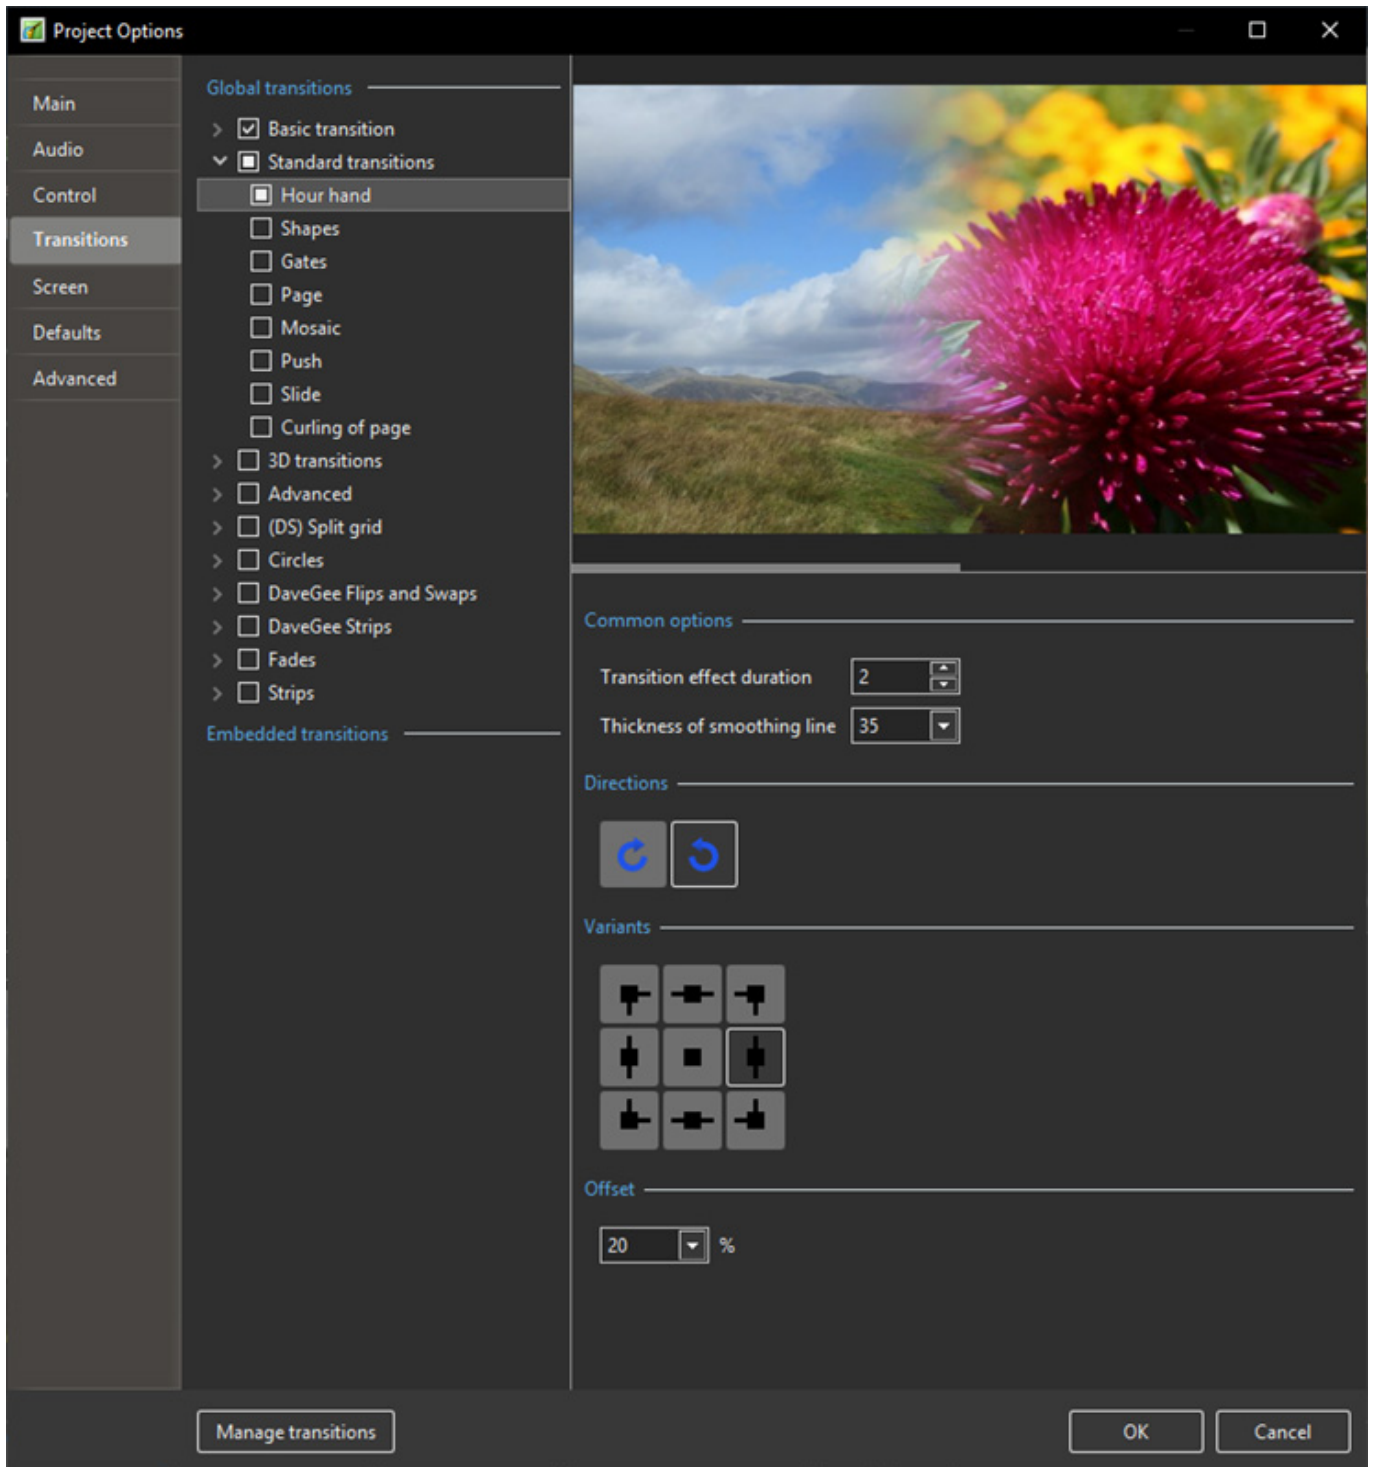 Project Options
Main
Audio
Control
Transitions
Screen
Defaults
Advanced
Global transitions
Basic transition
Standard transitions
Hour hand
Shapes
Gates
Page
Mosaic
Push
Slide
Curling of page
3D transitions
Advanced
(DS) Split grid
Circles
DaveGee Flips and Swaps
DaveGee Strips
Fades
Strips
Embedded transitions
Common options
Transition effect duration 2
Thickness of smoothing line 35
Directions
Variants
Offset
20 %
Manage transitions
OK
Cancel